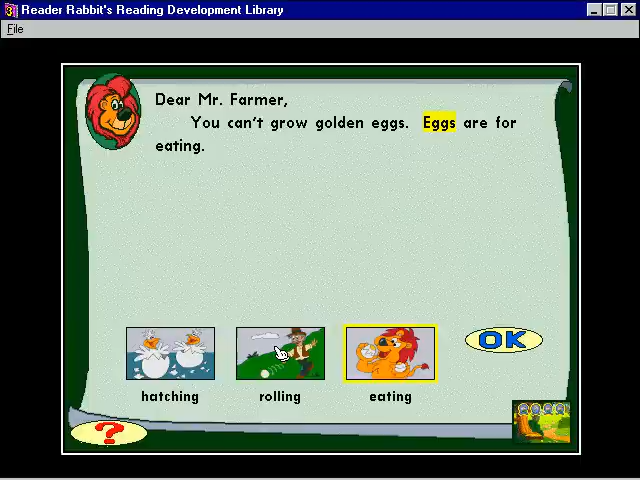 Reader Rabbit's Reading Development Library
File
Dear Mr. Farmer,
You can't grow golden eggs. Eggs are for
eating.
OK
hatching rolling eating
?